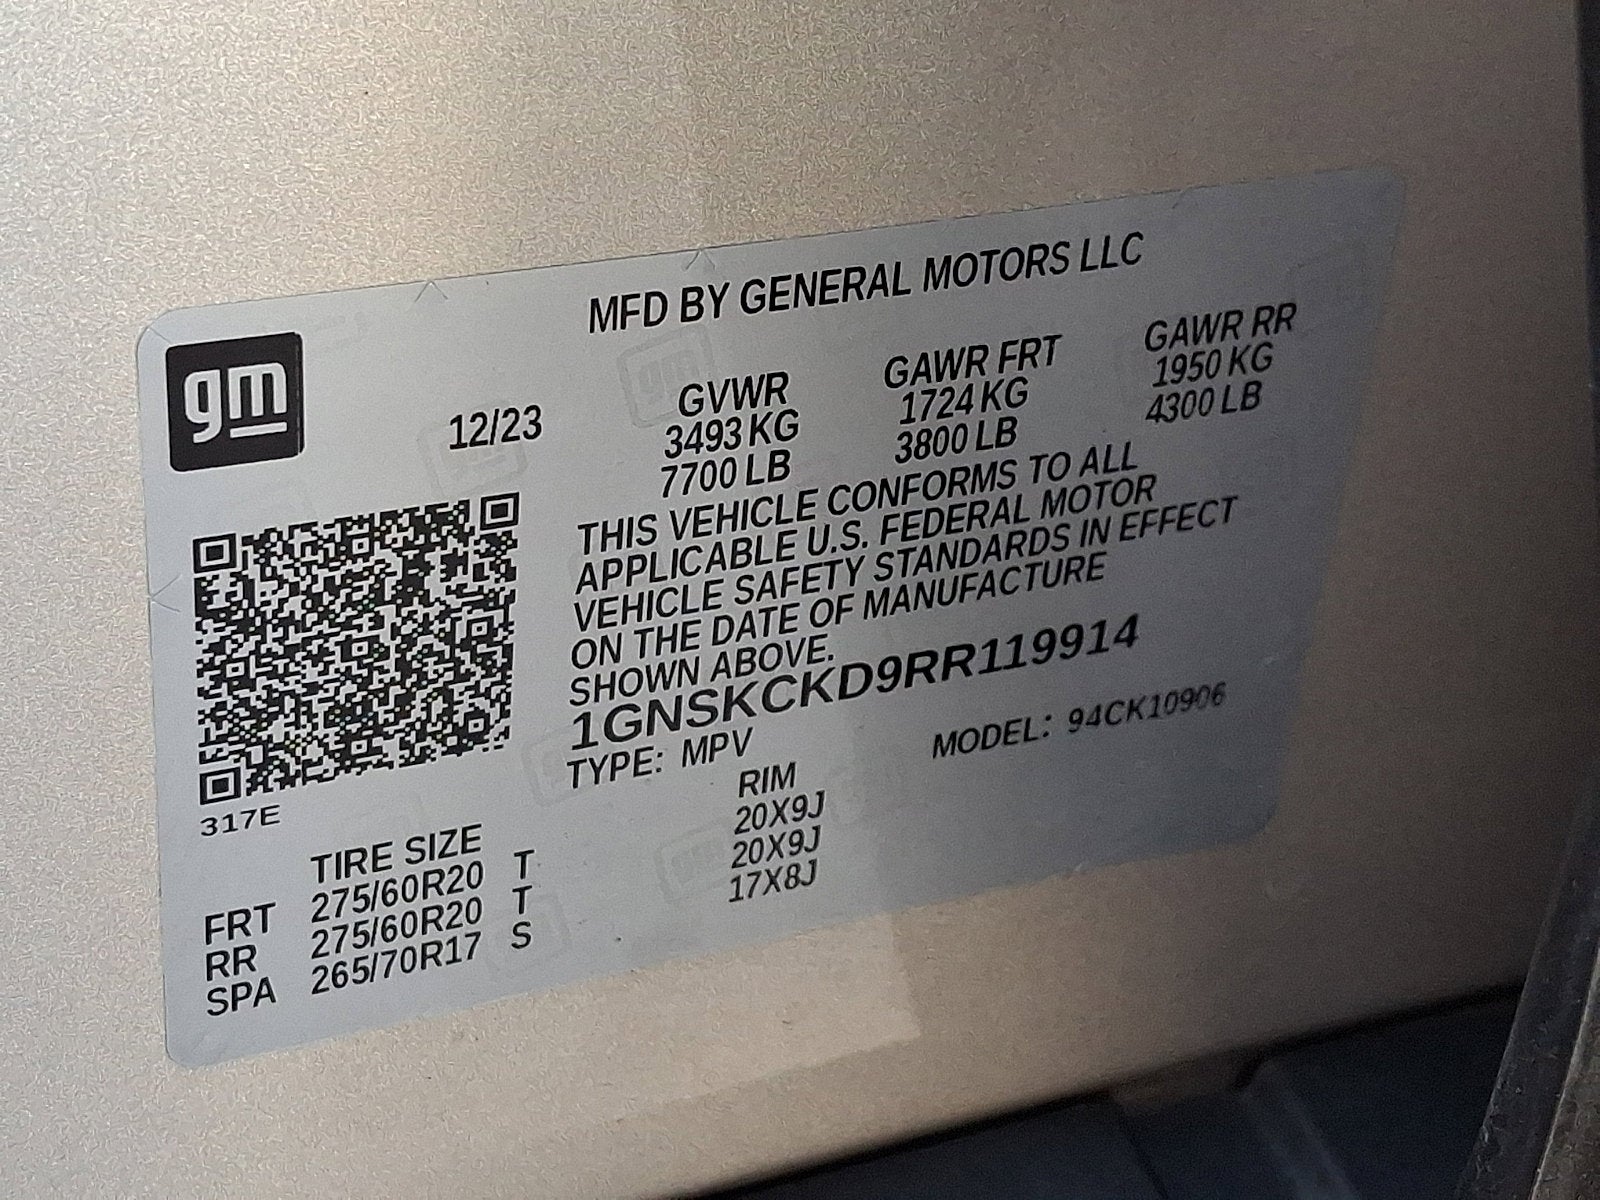 MFD BY GENERAL MOTORS LLC
gm
12/23
GVWR GAWR FRT GAWR RR
3493 KG 1724 KG 1950 KG
7700 LB 3800 LB 4300 LB
THIS VEHICLE CONFORMS TO ALL
APPLICABLE U.S. FEDERAL MOTOR
VEHICLE SAFETY STANDARDS IN EFFECT
ON THE DATE OF MANUFACTURE
SHOWN ABOVE.
1GNSKCKD9RR119914
TYPE: MPV MODEL: 94CK10906
317E
TIRE SIZE RIM
FRT 275/60R20 T 20X9J
RR 275/60R20 T 20X9J
SPA 265/70R17 S 17X8J